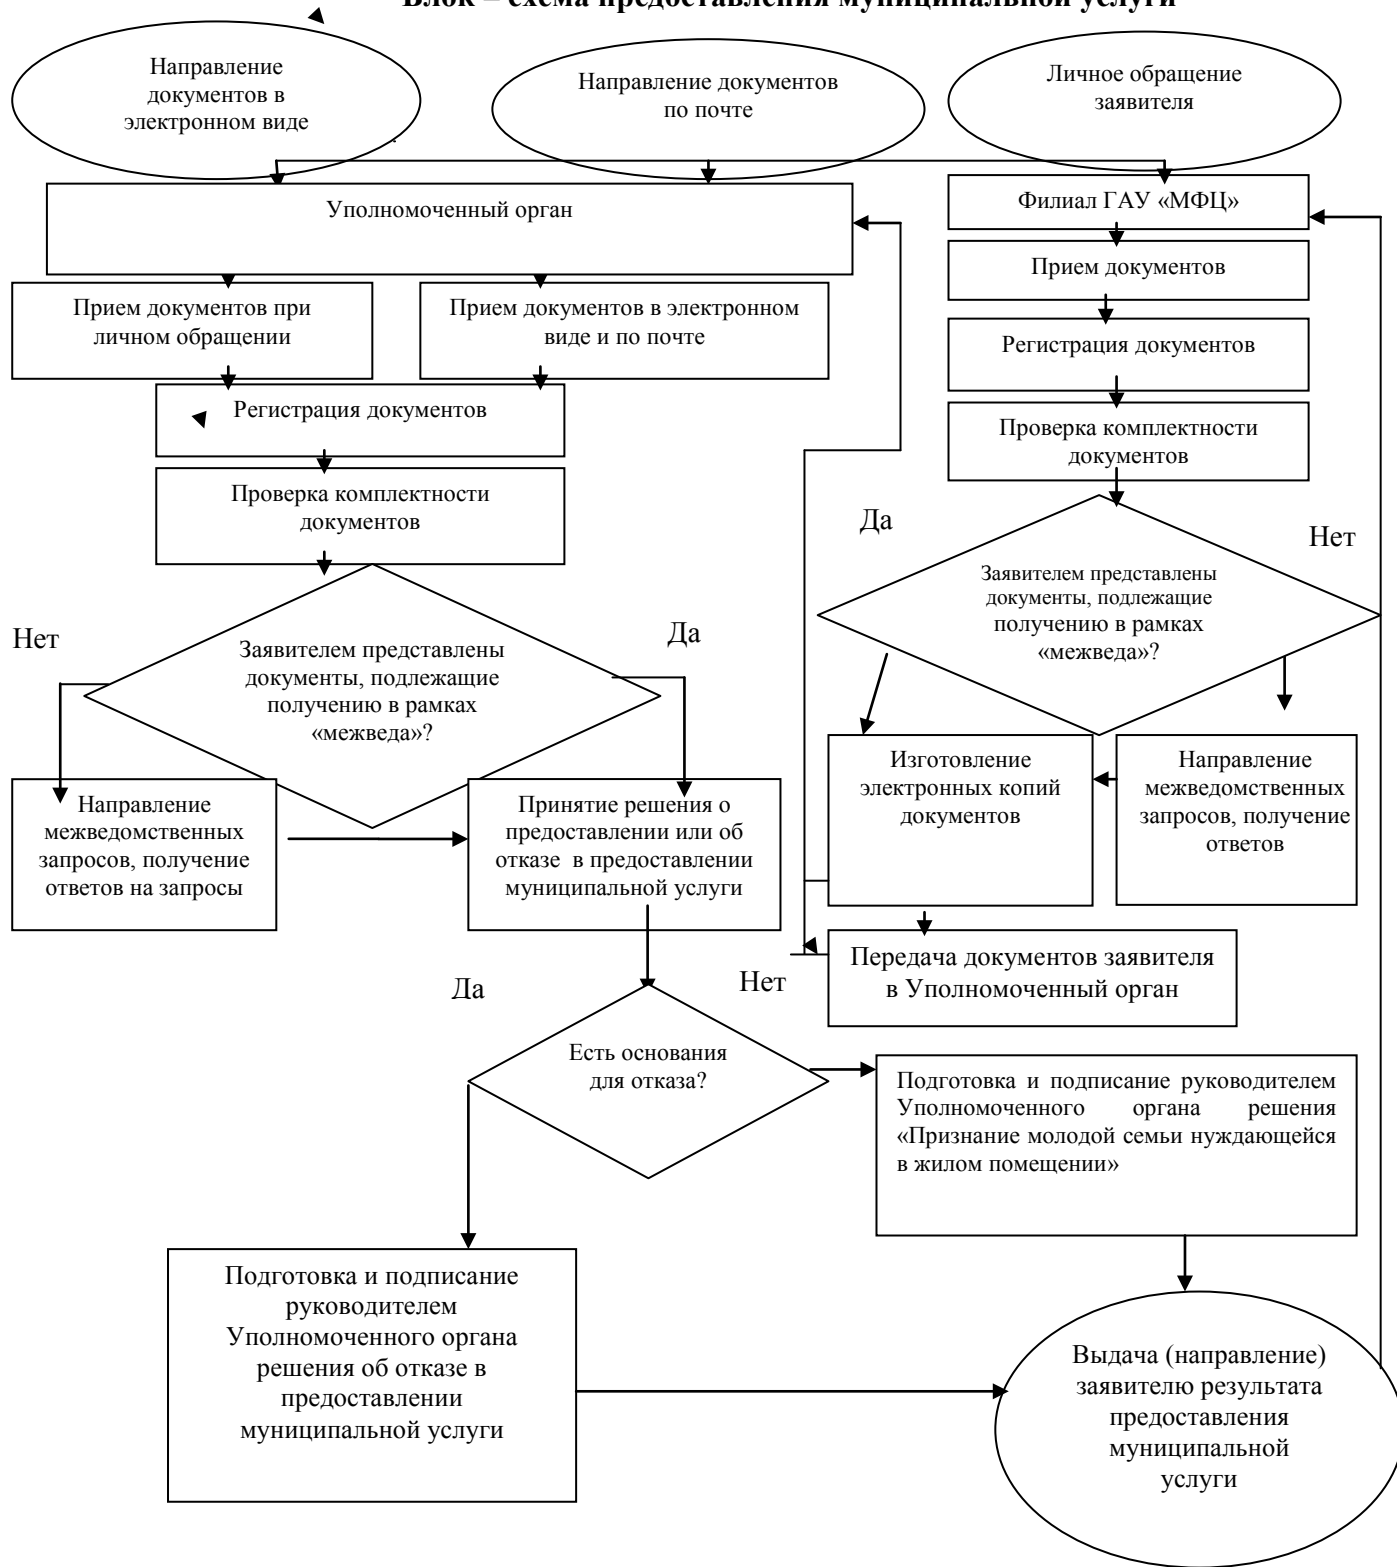 Блок – схема предоставления муниципальной услуги
Направление
документов в
электронном виде
Направление документов
по почте
Личное обращение
заявителя
Уполномоченный орган
Филиал ГАУ «МФЦ»
Прием документов
Прием документов при
личном обращении
Прием документов в электронном
виде и по почте
Регистрация документов
Регистрация документов
Проверка комплектности
документов
Проверка комплектности
документов
Да
Нет
Заявителем представлены
документы, подлежащие
получению в рамках
«межведа»?
Нет
Да
Заявителем представлены
документы, подлежащие
получению в рамках
«межведа»?
Изготовление
электронных копий
документов
Направление
межведомственных
запросов, получение
ответов
Направление
межведомственных
запросов, получение
ответов на запросы
Принятие решения о
предоставлении или об
отказе в предоставлении
муниципальной услуги
Передача документов заявителя
в Уполномоченный орган
Да
Нет
Есть основания
для отказа?
Подготовка и подписание руководителем
Уполномоченного органа решения
«Признание молодой семьи нуждающейся
в жилом помещении»
Подготовка и подписание
руководителем
Уполномоченного органа
решения об отказе в
предоставлении
муниципальной услуги
Выдача (направление)
заявителю результата
предоставления
муниципальной
услуги